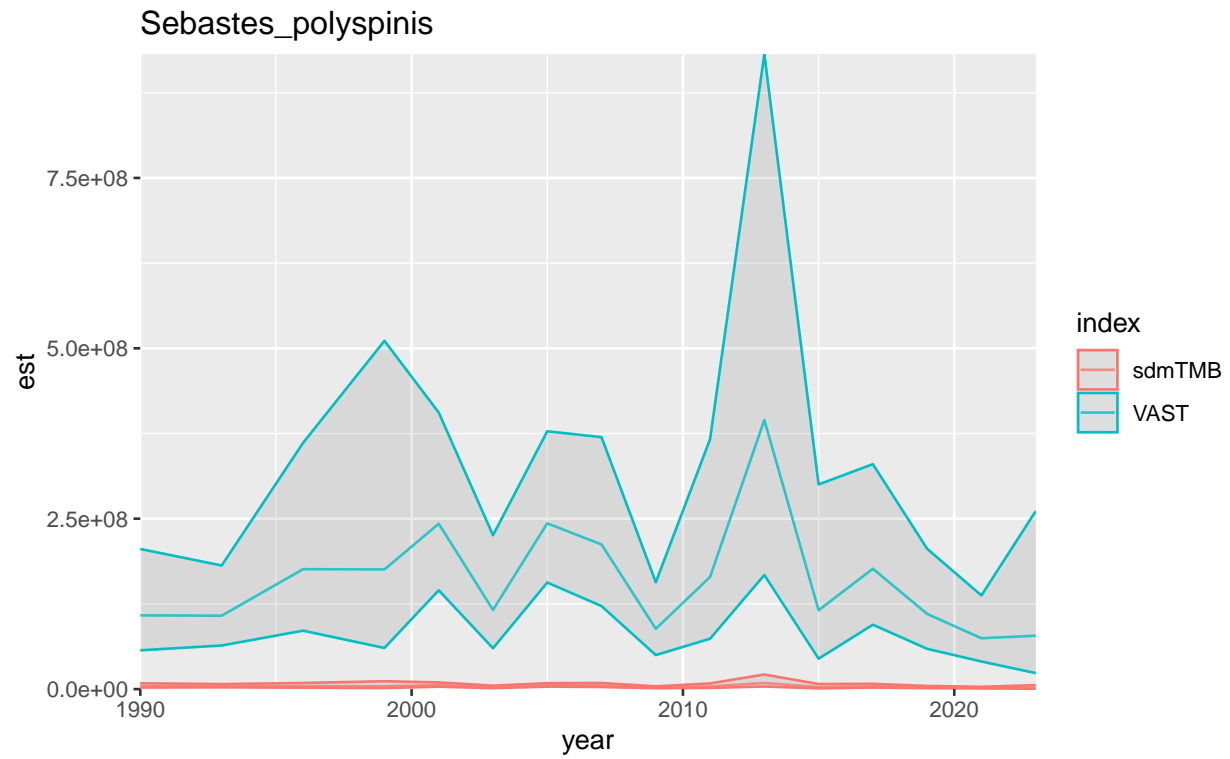 Sebastes_polyspinis
7.5e+08
5.0e+08
2.5e+08
0.0e+00
est
1990
2000
2010
2020
year
index
sdmTMB
VAST